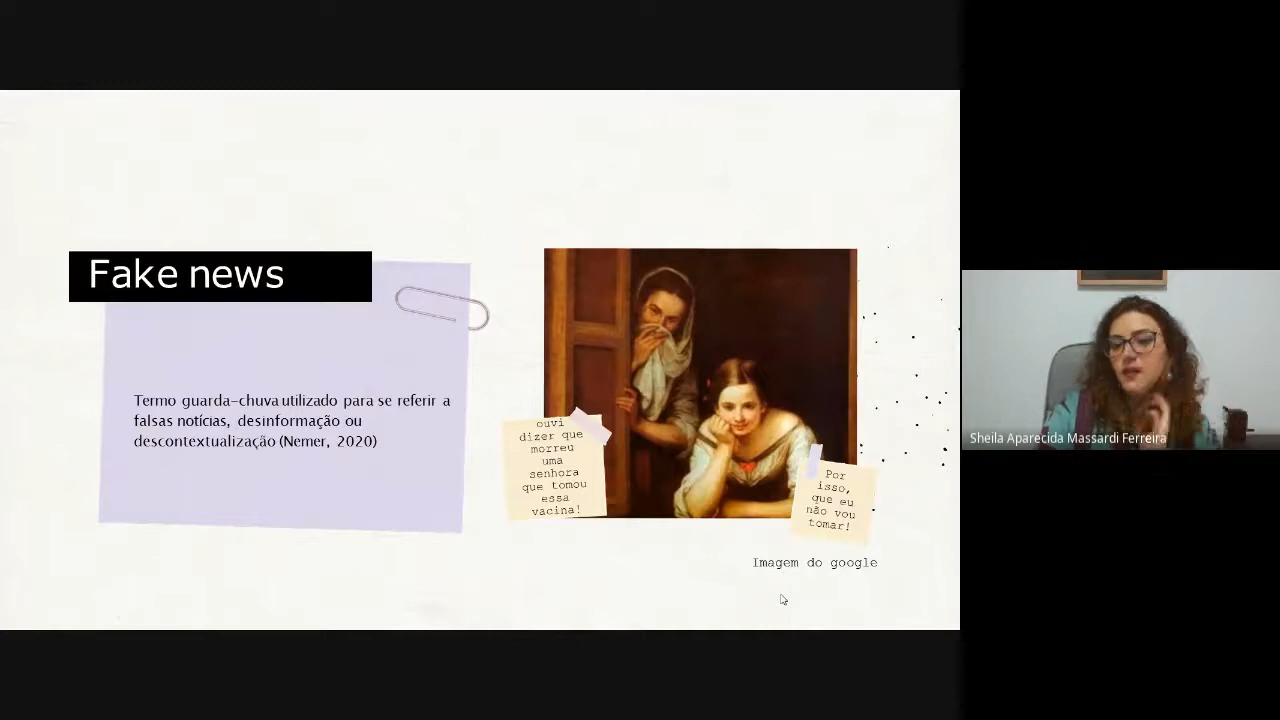 Fake news
Termo guarda-chuva utilizado para se referir a
falsas notícias, desinformação ou
descontextualização (Nemer, 2020)
ouvi
dizer que
morreu
uma
senhora
que tomou
essa
vacina!
Por
isso,
que eu
não vou
tomar!
Imagem do google
Sheila Aparecida Massardi Ferreira